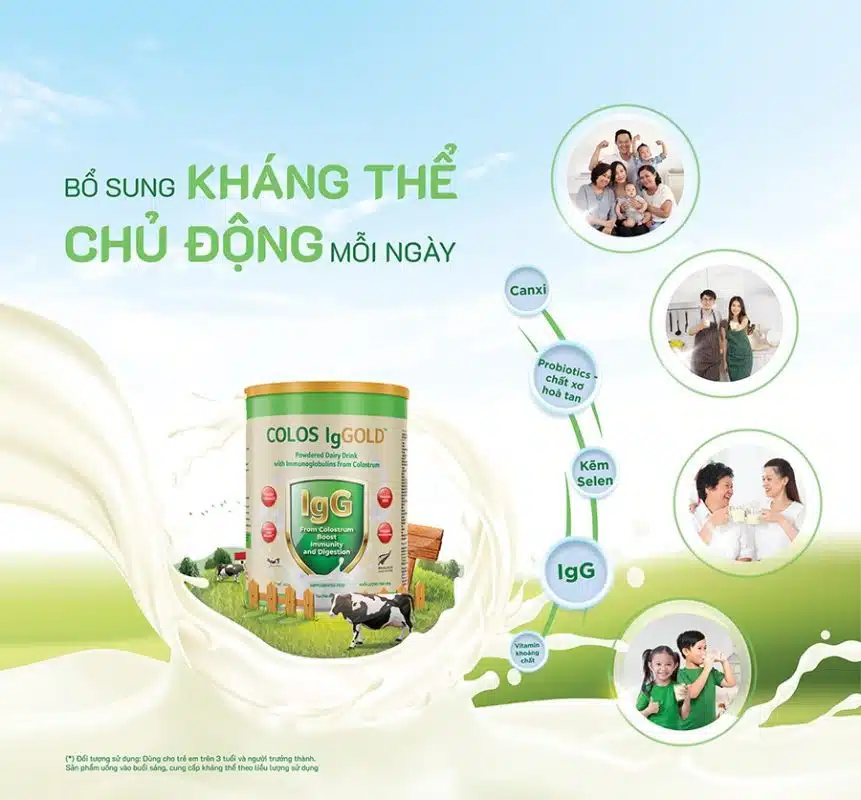 BỔ SUNG KHÁNG THỂ
CHỦ ĐỘNG MỖI NGÀY
Canxi
Probiotics -
chất xơ
hoà tan
Kẽm
Selen
IgG
Vitamin
khoáng
chất
COLOS IgGOLD™
Powdered Dairy Drink
with Immunoglobulins From Colostrum
IgG
From Colostrum
Boost
Immunity
and Digestion
(*) Đối tượng sử dụng: Dùng cho trẻ em trên 3 tuổi và người trưởng thành.
Sản phẩm uống vào buổi sáng, cung cấp kháng thể theo liều lượng sử dụng